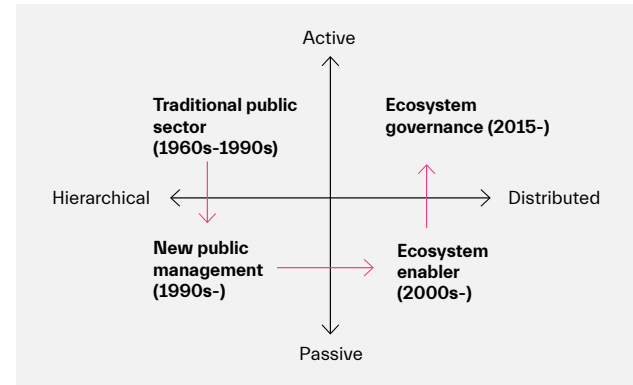 Active
Traditional public
sector
(1960s-1990s)
Ecosystem
governance (2015-)
Hierarchical
Distributed
New public
management
(1990s-)
Ecosystem
enabler
(2000s-)
Passive